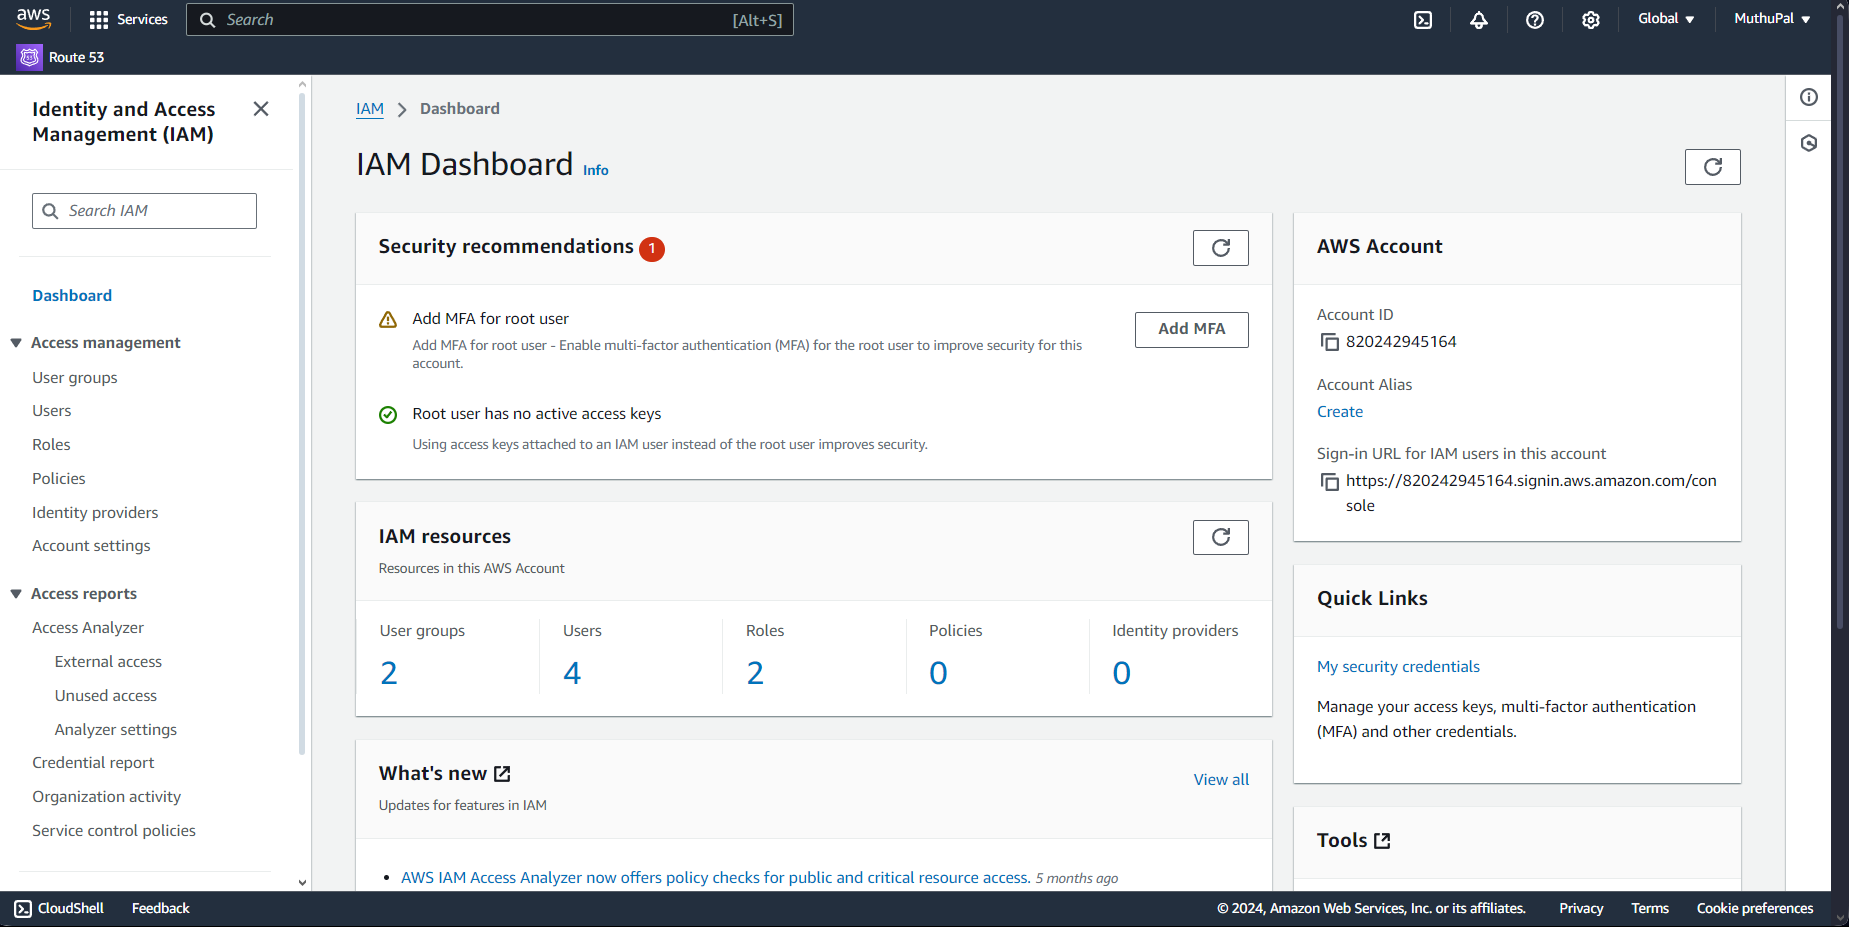 aws
Services
Search
[Alt+S]
Global
MuthuPal
Route 53
Identity and Access
Management (IAM)
Search IAM
Dashboard
Access management
User groups
Users
Roles
Policies
Identity providers
Account settings
Access reports
Access Analyzer
External access
Unused access
Analyzer settings
Credential report
Organization activity
Service control policies
IAM
Dashboard
IAM Dashboard Info
Security recommendations 1
Add MFA for root user
Add MFA for root user - Enable multi-factor authentication (MFA) for the root user to improve security for this
account.
Add MFA
Root user has no active access keys
Using access keys attached to an IAM user instead of the root user improves security.
IAM resources
Resources in this AWS Account
User groups
2
Users
4
Roles
2
Policies
0
Identity providers
0
What's new
View all
Updates for features in IAM
• AWS IAM Access Analyzer now offers policy checks for public and critical resource access. 5 months ago
AWS Account
Account ID
820242945164
Account Alias
Create
Sign-in URL for IAM users in this account
https://820242945164.signin.aws.amazon.com/con
sole
Quick Links
My security credentials
Manage your access keys, multi-factor authentication
(MFA) and other credentials.
Tools
CloudShell
Feedback
© 2024, Amazon Web Services, Inc. or its affiliates.
Privacy
Terms
Cookie preferences